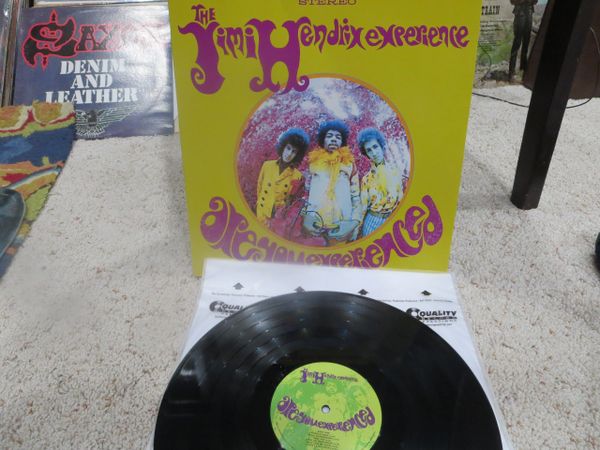 STEREO
THE
Jimi Hendrix experience
are you experienced
SAXON
DENIM
AND
LEATHER
TRAIN
QUALITY
QUALITY
Jimi Hendrix experience
are you experienced